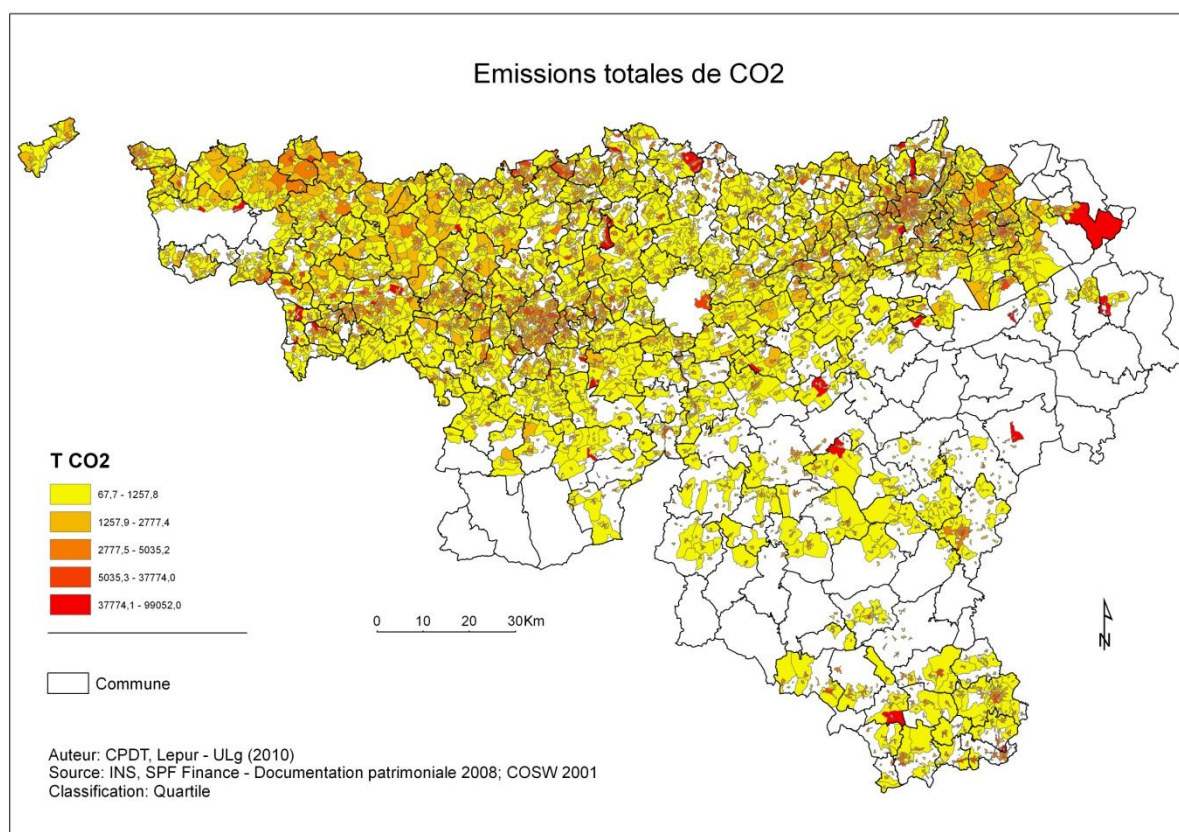 Emissions totales de CO2
T CO2
67,7 - 1257,8
1257,9 - 2777,4
2777,5 - 5035,2
5035,3 - 37774,0
37774,1 - 99052,0
0 10 20 30Km
N
Commune
Auteur: CPDT, Lepur - ULg (2010)
Source: INS, SPF Finance - Documentation patrimoniale 2008; COSW 2001
Classification: Quartile